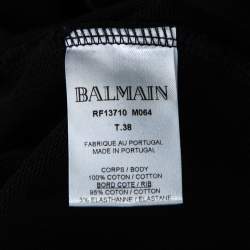 BALMAIN
RF13710 M064
T.38
FABRIQUE AU PORTUGAL
MADE IN PORTUGAL
CORPS / BODY
100% COTON / COTTON
BORD COTE / RIB
95% COTON / COTTON
5% ELASTHANNE / ELASTANE